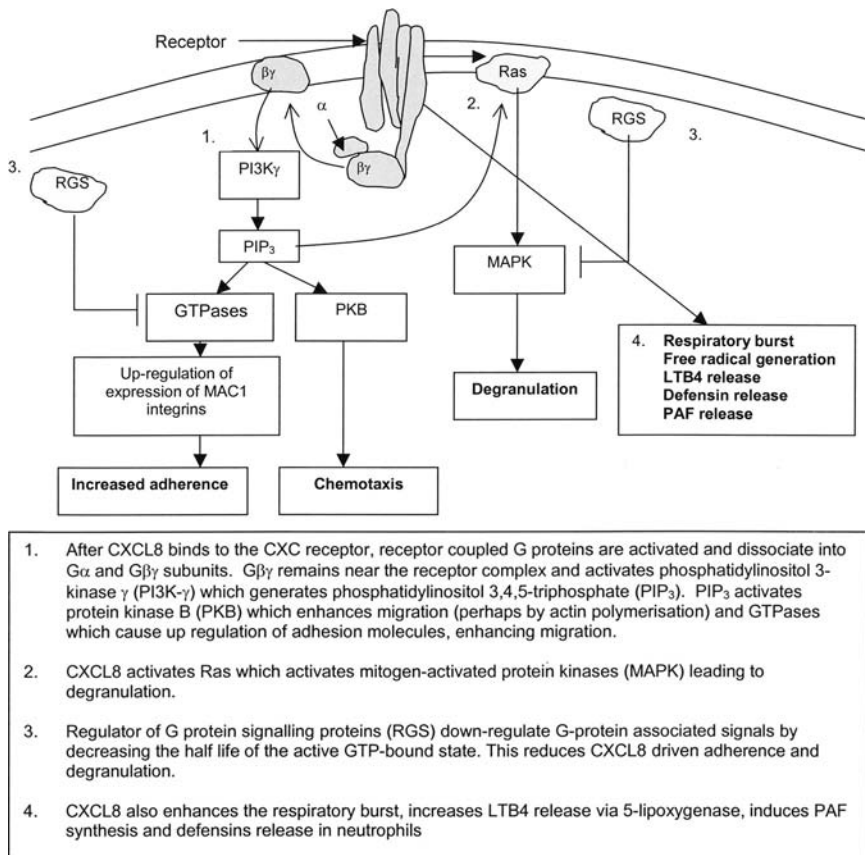 Receptor
βγ
Ras
2.
RGS
3.
α
1.
PI3Kγ
βγ
3.
RGS
PIP₃
MAPK
GTPases
PKB
4. Respiratory burst
Free radical generation
LTB4 release
Defensin release
PAF release
Up-regulation of
expression of MAC1
integrins
Degranulation
Increased adherence
Chemotaxis
1. After CXCL8 binds to the CXC receptor, receptor coupled G proteins are activated and dissociate into
Gα and Gβγ subunits. Gβγ remains near the receptor complex and activates phosphatidylinositol 3-
kinase γ (PI3K-γ) which generates phosphatidylinositol 3,4,5-triphosphate (PIP₃). PIP₃ activates
protein kinase B (PKB) which enhances migration (perhaps by actin polymerisation) and GTPases
which cause up regulation of adhesion molecules, enhancing migration.
2. CXCL8 activates Ras which activates mitogen-activated protein kinases (MAPK) leading to
degranulation.
3. Regulator of G protein signalling proteins (RGS) down-regulate G-protein associated signals by
decreasing the half life of the active GTP-bound state. This reduces CXCL8 driven adherence and
degranulation.
4. CXCL8 also enhances the respiratory burst, increases LTB4 release via 5-lipoxygenase, induces PAF
synthesis and defensins release in neutrophils